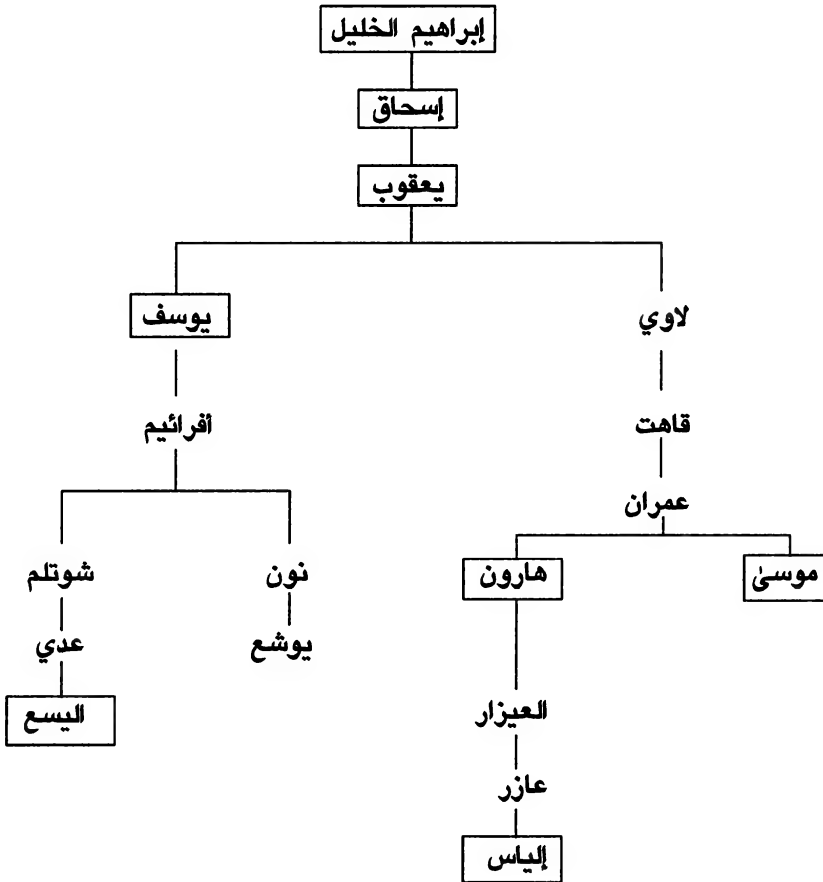 إبراهيم الخليل
إسحاق
يعقوب
لاوي
يوسف
قاهت
أفرائيم
عمران
موسىٰ
هارون
نون
شوتلم
يوشع
عدي
العيزار
اليسع
عازر
إلياس